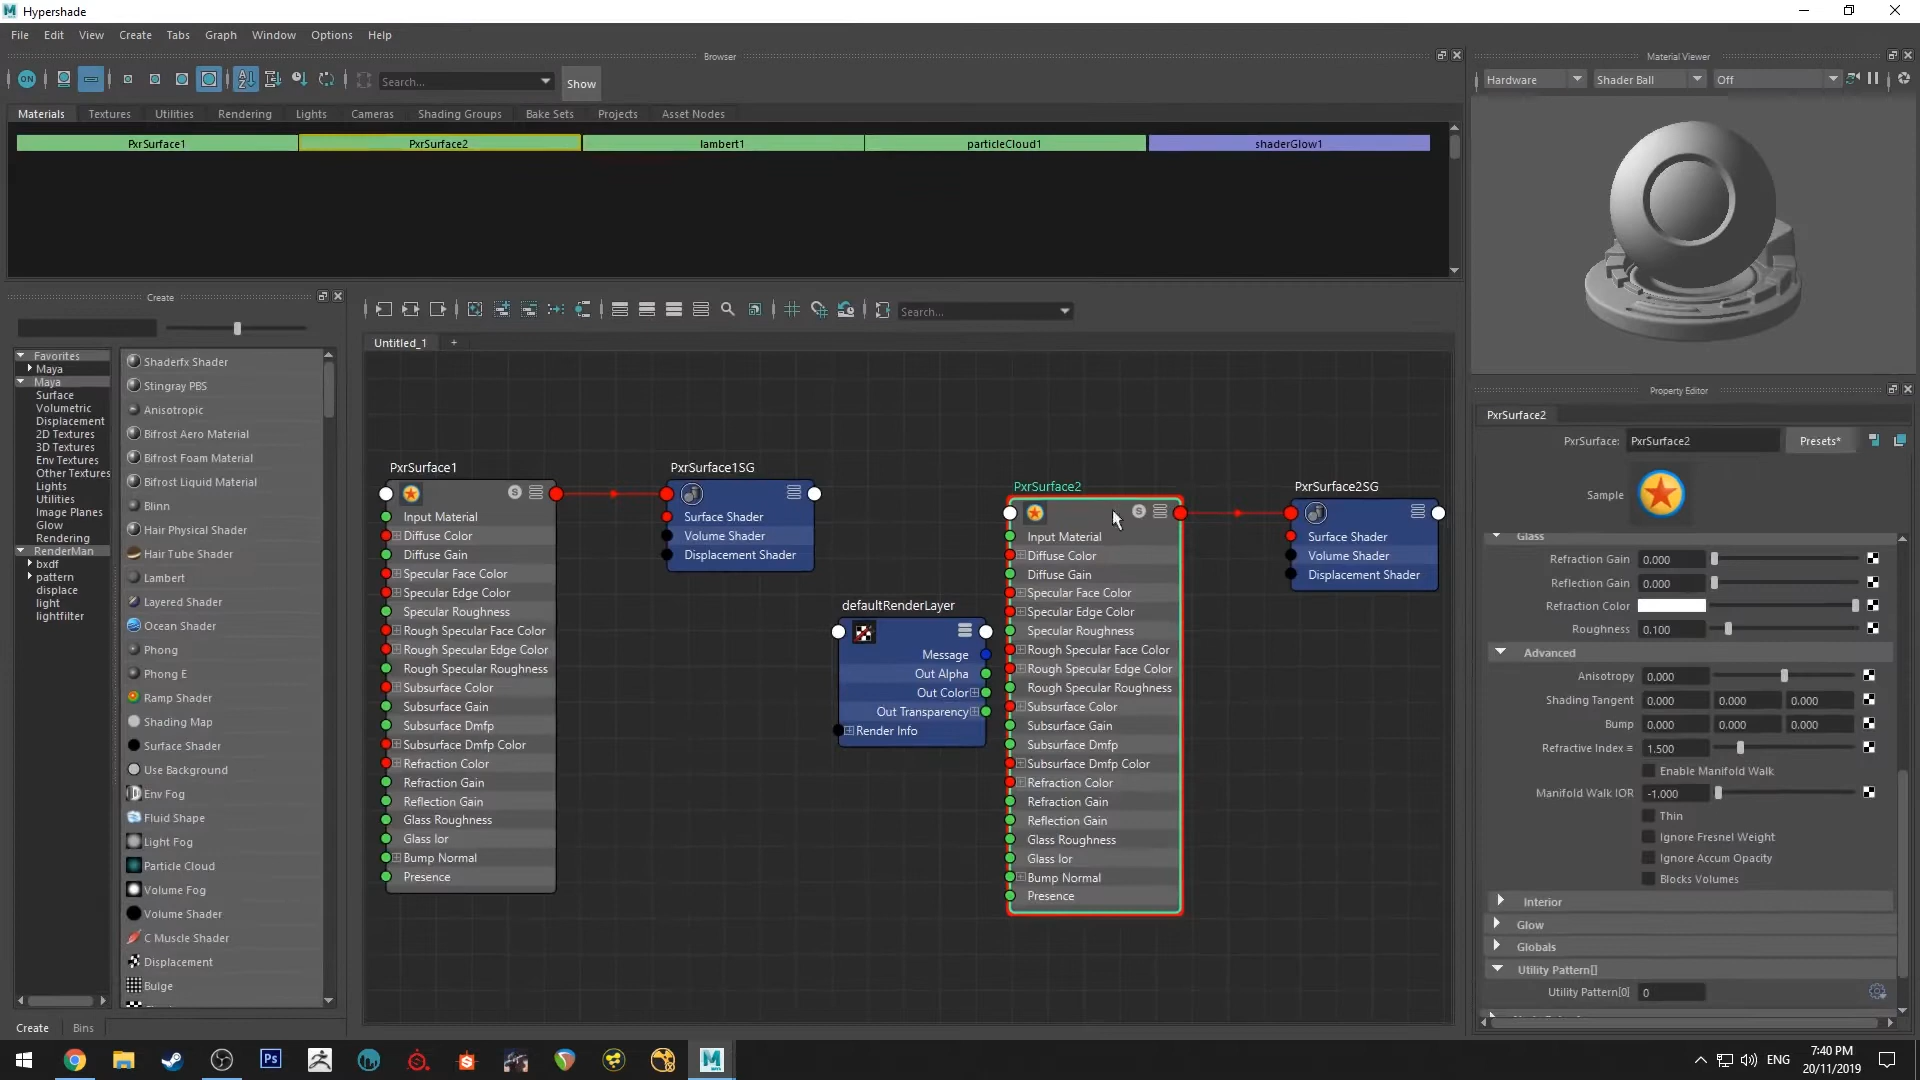 Hypershade
File Edit View Create Tabs Graph Window Options Help
Browser
ON Search... Show
Materials Textures Utilities Rendering Lights Cameras Shading Groups Bake Sets Projects Asset Nodes
PxrSurface1 PxrSurface2 lambert1 particleCloud1 shaderGlow1
Material Viewer
Hardware Shader Ball Off
Create
Favorites
Maya
Maya
Surface
Volumetric
Displacement
2D Textures
3D Textures
Env Textures
Other Textures
Lights
Utilities
Image Planes
Glow
Rendering
RenderMan
bxdf
pattern
displace
light
lightfilter
Shaderfx Shader
Stingray PBS
Anisotropic
Bifrost Aero Material
Bifrost Foam Material
Bifrost Liquid Material
Blinn
Hair Physical Shader
Hair Tube Shader
Lambert
Layered Shader
Ocean Shader
Phong
Phong E
Ramp Shader
Shading Map
Surface Shader
Use Background
Env Fog
Fluid Shape
Light Fog
Particle Cloud
Volume Fog
Volume Shader
C Muscle Shader
Displacement
Bulge
Create Bins
Search...
Untitled_1 +
PxrSurface1
S
Input Material
Diffuse Color
Diffuse Gain
Specular Face Color
Specular Edge Color
Specular Roughness
Rough Specular Face Color
Rough Specular Edge Color
Rough Specular Roughness
Subsurface Color
Subsurface Gain
Subsurface Dmfp
Subsurface Dmfp Color
Refraction Color
Refraction Gain
Reflection Gain
Glass Roughness
Glass Ior
Bump Normal
Presence
PxrSurface1SG
Surface Shader
Volume Shader
Displacement Shader
defaultRenderLayer
Message
Out Alpha
Out Color
Out Transparency
Render Info
PxrSurface2
S
Input Material
Diffuse Color
Diffuse Gain
Specular Face Color
Specular Edge Color
Specular Roughness
Rough Specular Face Color
Rough Specular Edge Color
Rough Specular Roughness
Subsurface Color
Subsurface Gain
Subsurface Dmfp
Subsurface Dmfp Color
Refraction Color
Refraction Gain
Reflection Gain
Glass Roughness
Glass Ior
Bump Normal
Presence
PxrSurface2SG
Surface Shader
Volume Shader
Displacement Shader
Property Editor
PxrSurface2
PxrSurface: PxrSurface2 Presets*
Sample
Glass
Refraction Gain 0.000
Reflection Gain 0.000
Refraction Color
Roughness 0.100
Advanced
Anisotropy 0.000
Shading Tangent 0.000 0.000 0.000
Bump 0.000 0.000 0.000
Refractive Index = 1.500
Enable Manifold Walk
Manifold Walk IOR -1.000
Thin
Ignore Fresnel Weight
Ignore Accum Opacity
Blocks Volumes
Interior
Glow
Globals
Utility Pattern[]
Utility Pattern[0] 0
Ps
ENG
7:40 PM
20/11/2019